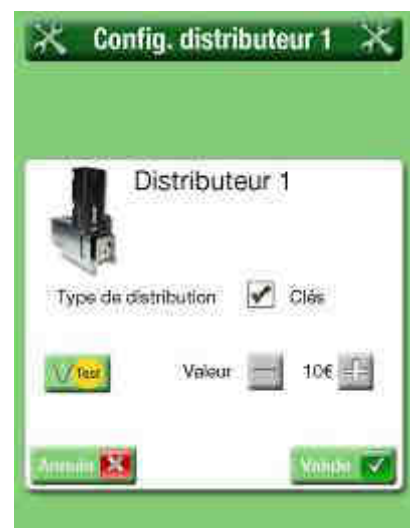 Config. distributeur 1
Distributeur 1
Type de distribution Clés
Test Valeur 10€
Annuler Valider